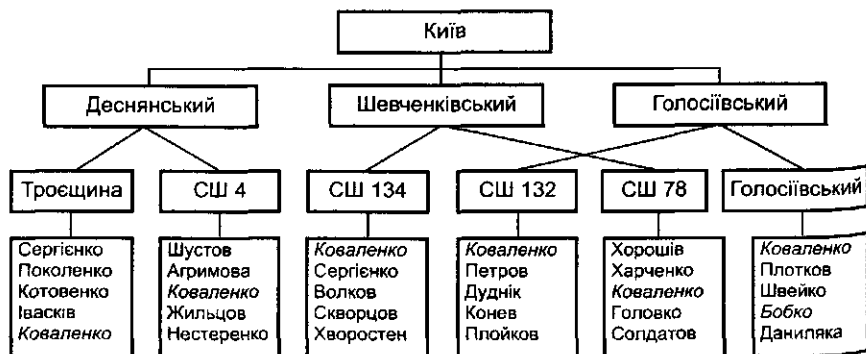 Київ
Деснянський
Шевченківський
Голосіївський
Троєщина
СШ 4
СШ 134
СШ 132
СШ 78
Голосіївський
Сергієнко
Поколенко
Котовенко
Івасків
Коваленко
Шустов
Агримова
Коваленко
Жильцов
Нестеренко
Коваленко
Сергієнко
Волков
Скворцов
Хворостен
Коваленко
Петров
Дуднік
Конев
Плойков
Хорошів
Харченко
Коваленко
Головко
Солдатов
Коваленко
Плотков
Швейко
Бобко
Даниляка